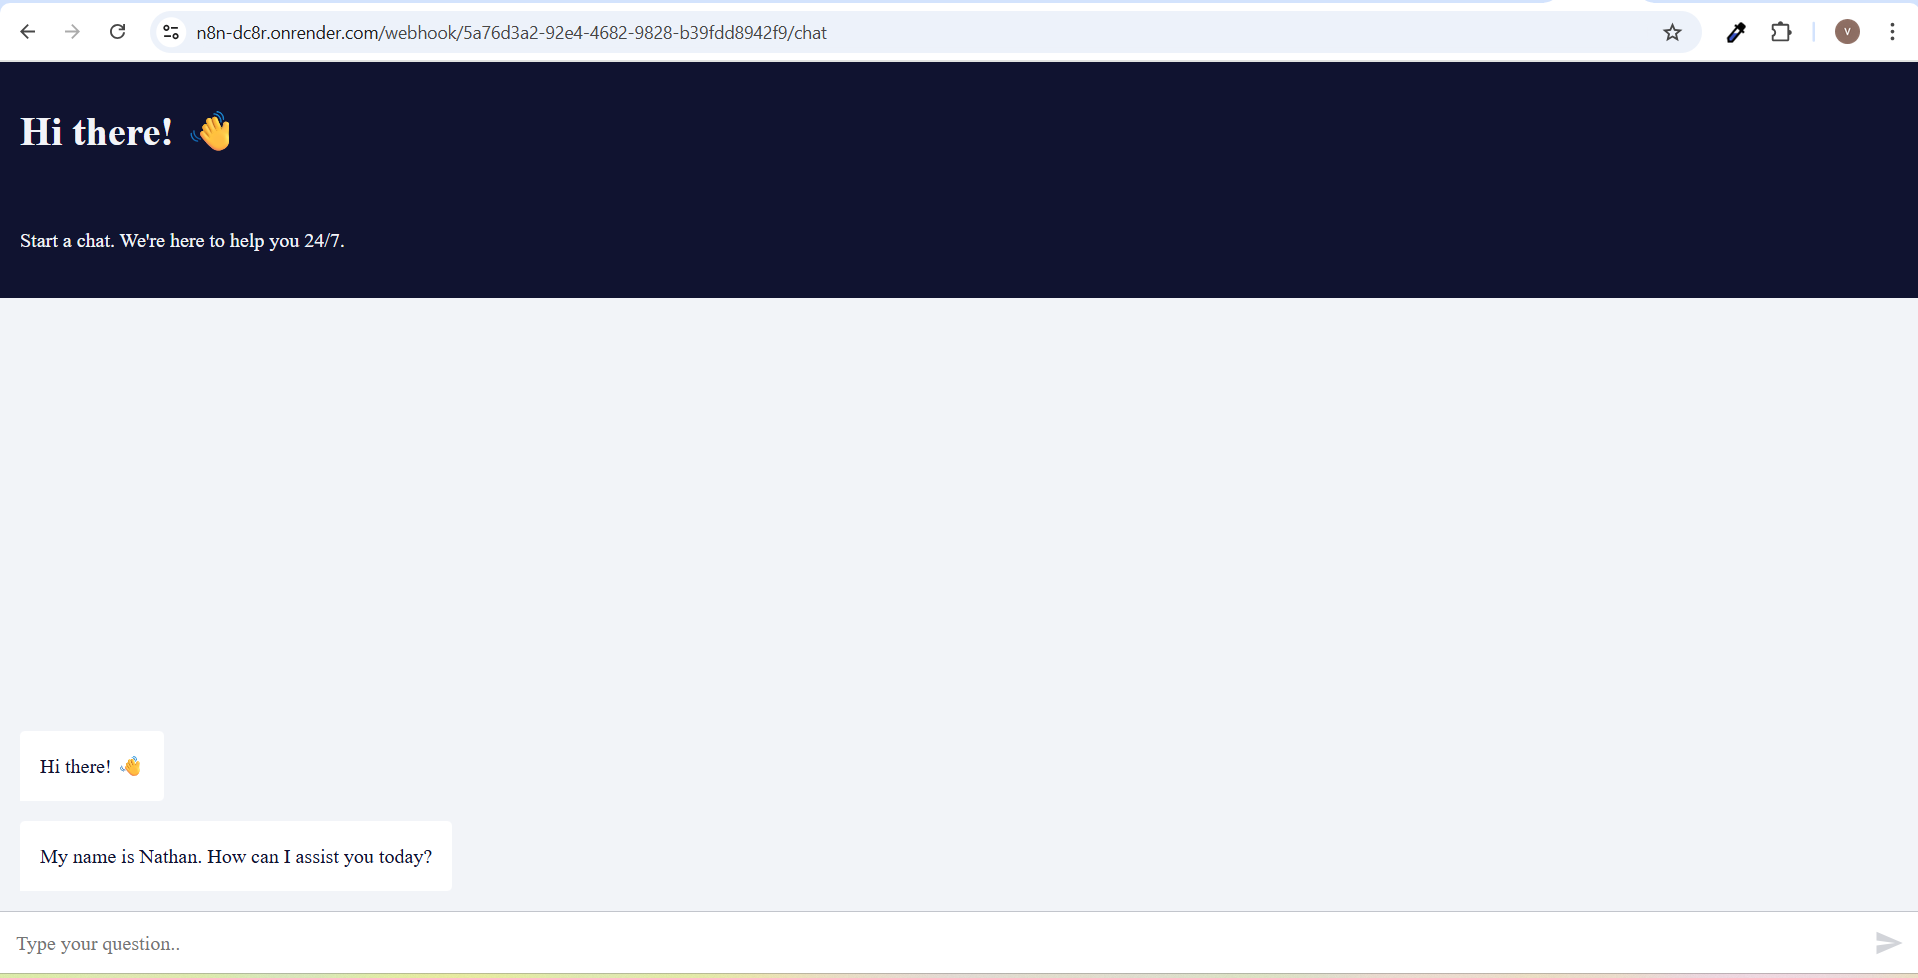 n8n-dc8r.onrender.com/webhook/5a76d3a2-92e4-4682-9828-b39fdd8942f9/chat
V
Hi there! 👋
Start a chat. We're here to help you 24/7.
Hi there! 👋
My name is Nathan. How can I assist you today?
Type your question..